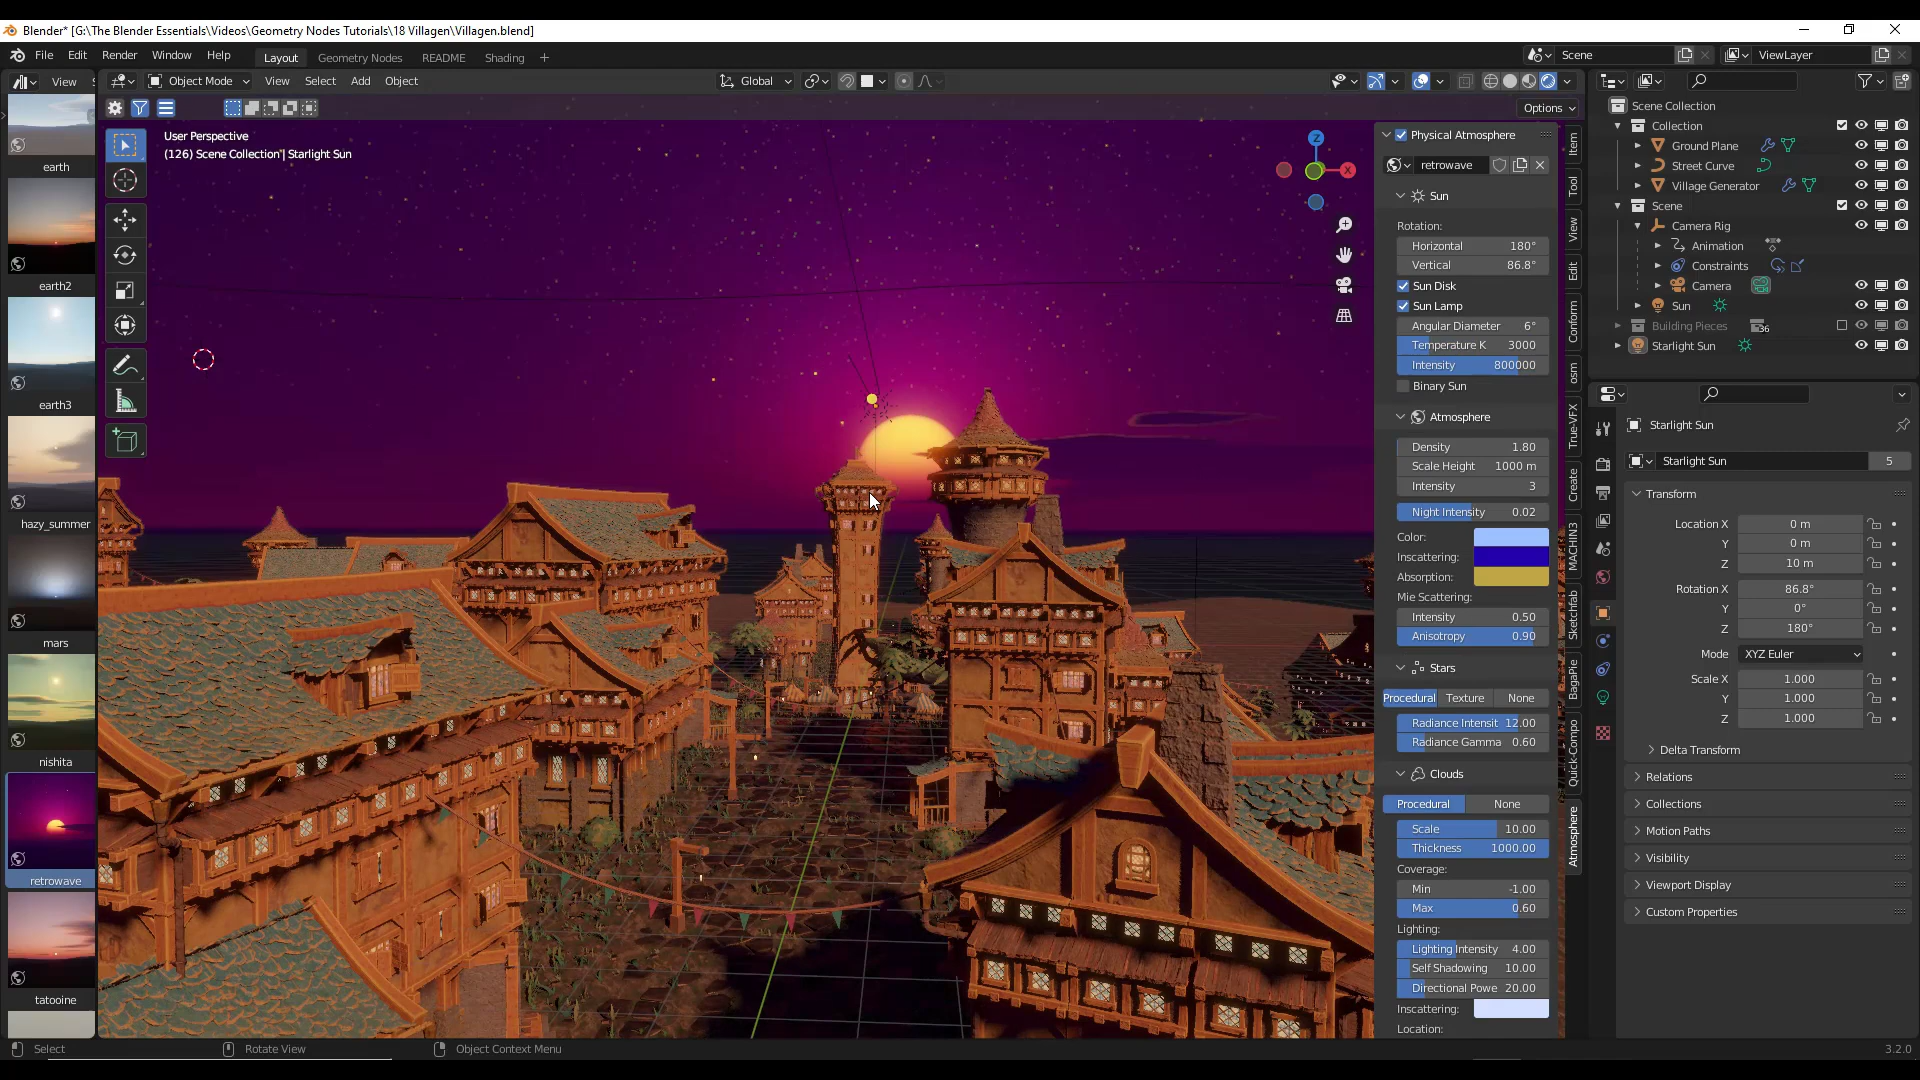 Blender* [G:\The Blender Essentials\Videos\Geometry Nodes Tutorials\18 Villagen\Villagen.blend]
File Edit Render Window Help Layout Geometry Nodes README Shading +
Scene
ViewLayer
View
Object Mode View Select Add Object
Global
Options
User Perspective
(126) Scene Collection | Starlight Sun
earth
earth2
earth3
hazy_summer
mars
nishita
retrowave
tatooine
Z
X
Physical Atmosphere
retrowave
Sun
Rotation:
Horizontal 180°
Vertical 86.8°
Sun Disk
Sun Lamp
Angular Diameter 6°
Temperature K 3000
Intensity 800000
Binary Sun
Atmosphere
Density 1.80
Scale Height 1000 m
Intensity 3
Night Intensity 0.02
Color:
Inscattering:
Absorption:
Mie Scattering:
Intensity 0.50
Anisotropy 0.90
Stars
Procedural Texture None
Radiance Intensit 12.00
Radiance Gamma 0.60
Clouds
Procedural None
Scale 10.00
Thickness 1000.00
Coverage:
Min -1.00
Max 0.60
Lighting:
Lighting Intensity 4.00
Self Shadowing 10.00
Directional Powe 20.00
Inscattering:
Location:
Item
Tool
View
Edit
Conform
osm
True-VFX
Create
MACHIN3
Sketchfab
BagaPie
Quick-Compo
Atmosphere
Scene Collection
Collection
Ground Plane
Street Curve
Village Generator
Scene
Camera Rig
Animation
Constraints
Camera
Sun
Building Pieces 36
Starlight Sun
Starlight Sun
Starlight Sun 5
Transform
Location X 0 m
Y 0 m
Z 10 m
Rotation X 86.8°
Y 0°
Z 180°
Mode XYZ Euler
Scale X 1.000
Y 1.000
Z 1.000
Delta Transform
Relations
Collections
Motion Paths
Visibility
Viewport Display
Custom Properties
Select Rotate View Object Context Menu
3.2.0